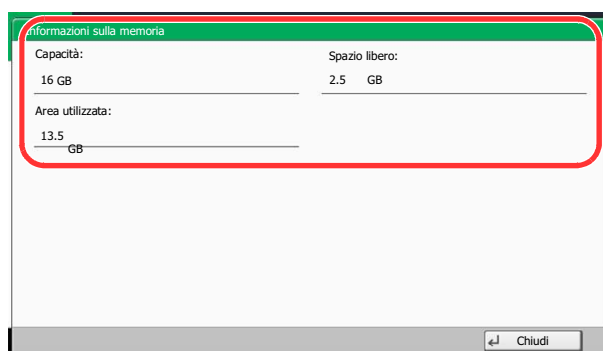 Informazioni sulla memoria
Capacità: Spazio libero:
16 GB 2.5 GB
Area utilizzata:
13.5 GB
Chiudi